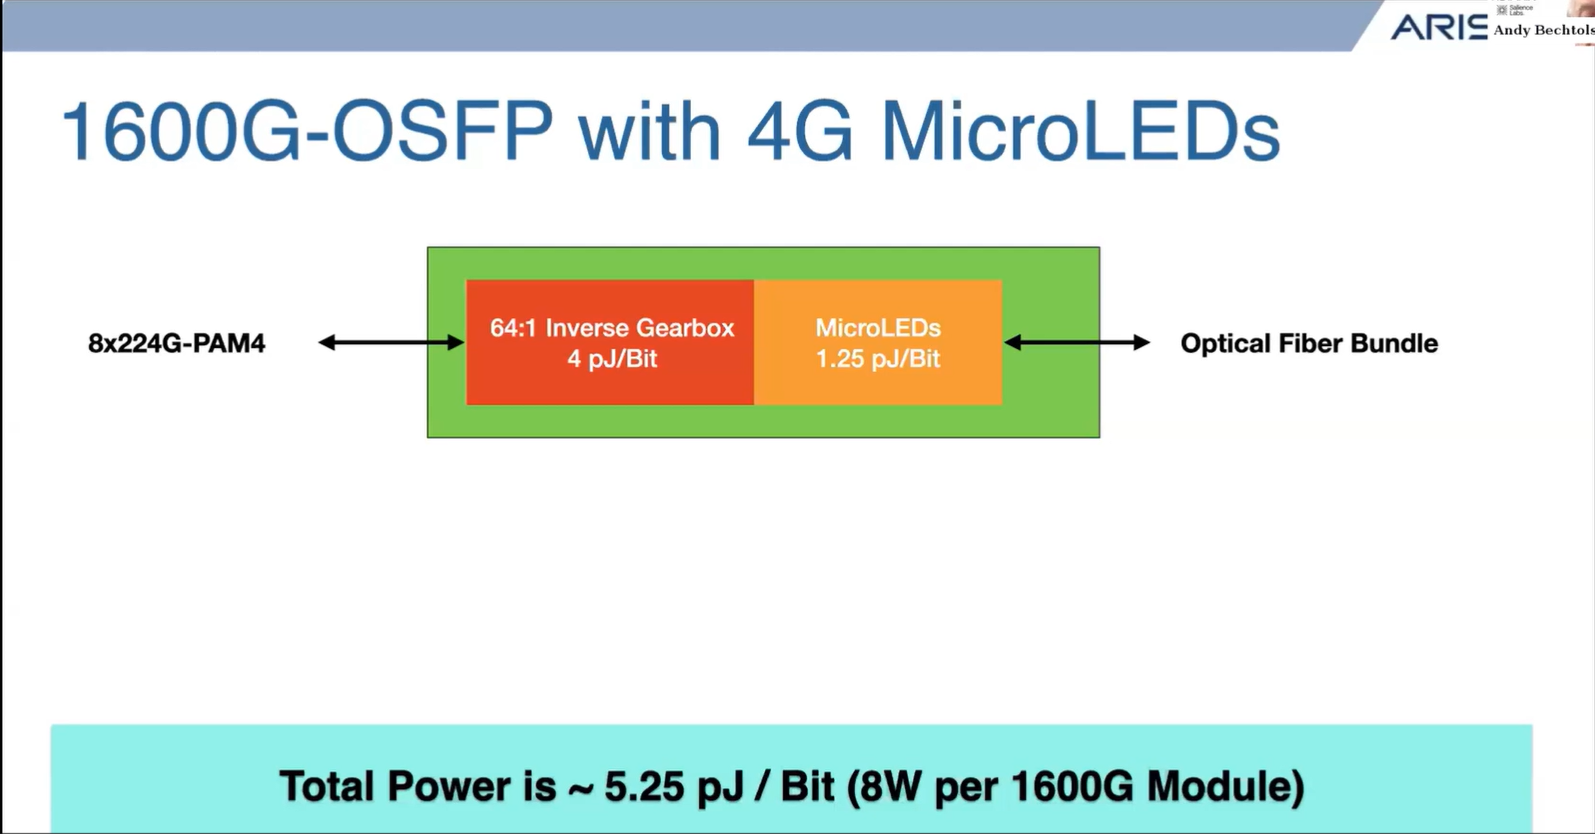 Salience
Labs.
ARIS
Andy Bechtols
1600G-OSFP with 4G MicroLEDs
8x224G-PAM4
64:1 Inverse Gearbox
4 pJ/Bit
MicroLEDs
1.25 pJ/Bit
Optical Fiber Bundle
Total Power is ~ 5.25 pJ / Bit (8W per 1600G Module)